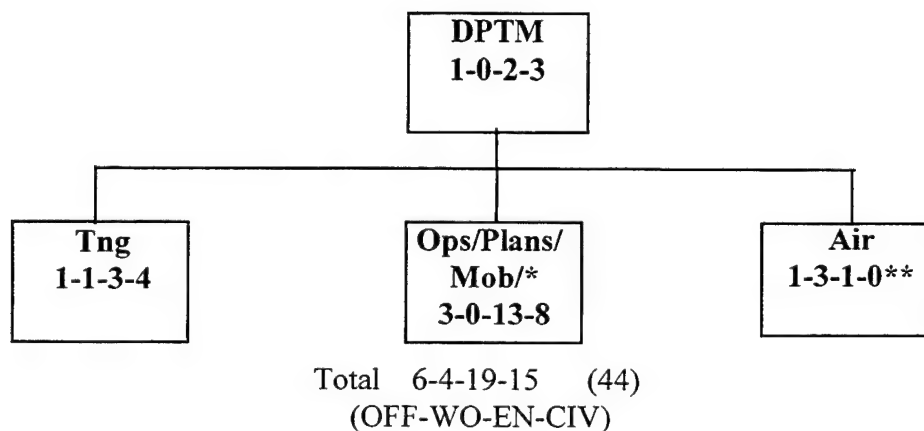 DPTM
1-0-2-3
Tng
1-1-3-4
Ops/Plans/
Mob/*
3-0-13-8
Air
1-3-1-0**
Total 6-4-19-15 (44)
(OFF-WO-EN-CIV)